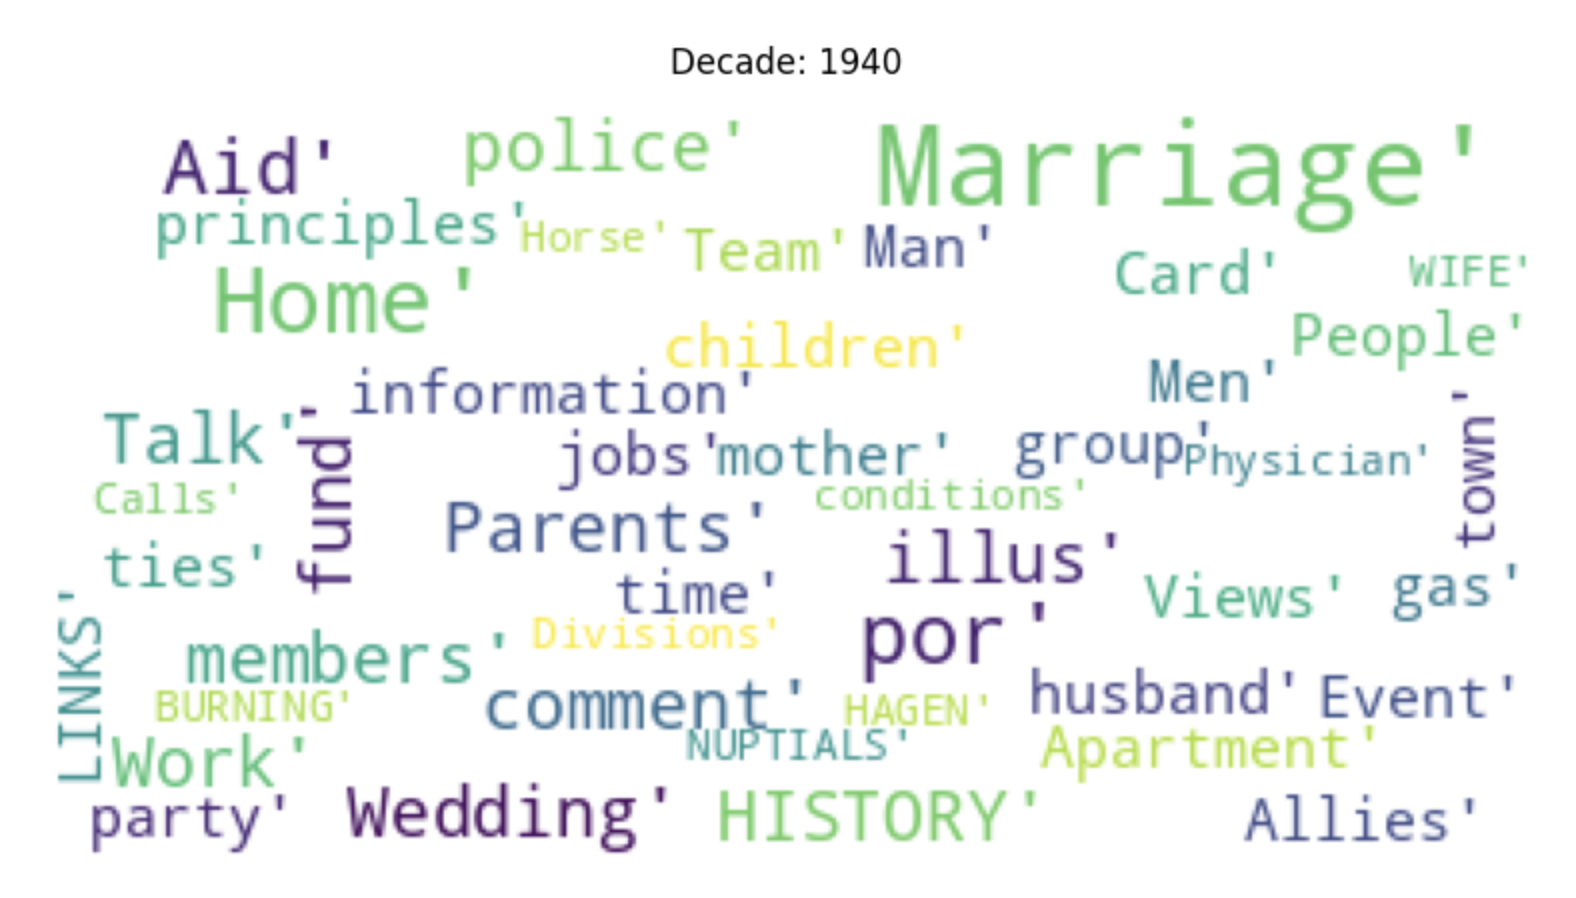 Decade: 1940
Aid' police' Marriage'
principles' Horse' Team' Man'
Card' WIFE'
Home' People'
children'
information' Men'
Talk' fund' jobs' mother' group' Physician' town'
Calls' conditions'
Parents'
ties' illus'
time' Views' gas'
LINKS' members' Divisions' por'
BURNING' comment' HAGEN' husband' Event'
Work' NUPTIALS' Apartment'
party' Wedding' HISTORY' Allies'